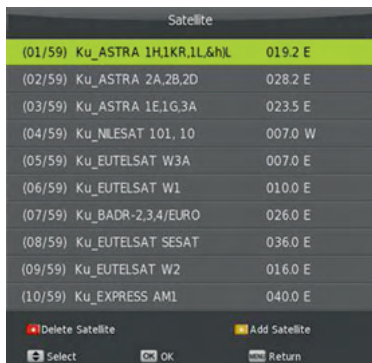 Satellite
(01/59) Ku_ASTRA 1H,1KR,1L,&h)L 019.2 E
(02/59) Ku_ASTRA 2A,2B,2D 028.2 E
(03/59) Ku_ASTRA 1E,1G,3A 023.5 E
(04/59) Ku_NILESAT 101, 10 007.0 W
(05/59) Ku_EUTELSAT W3A 007.0 E
(06/59) Ku_EUTELSAT W1 010.0 E
(07/59) Ku_BADR-2,3,4/EURO 026.0 E
(08/59) Ku_EUTELSAT SESAT 036.0 E
(09/59) Ku_EUTELSAT W2 016.0 E
(10/59) Ku_EXPRESS AM1 040.0 E
Delete Satellite Add Satellite
Select OK OK MENU Return